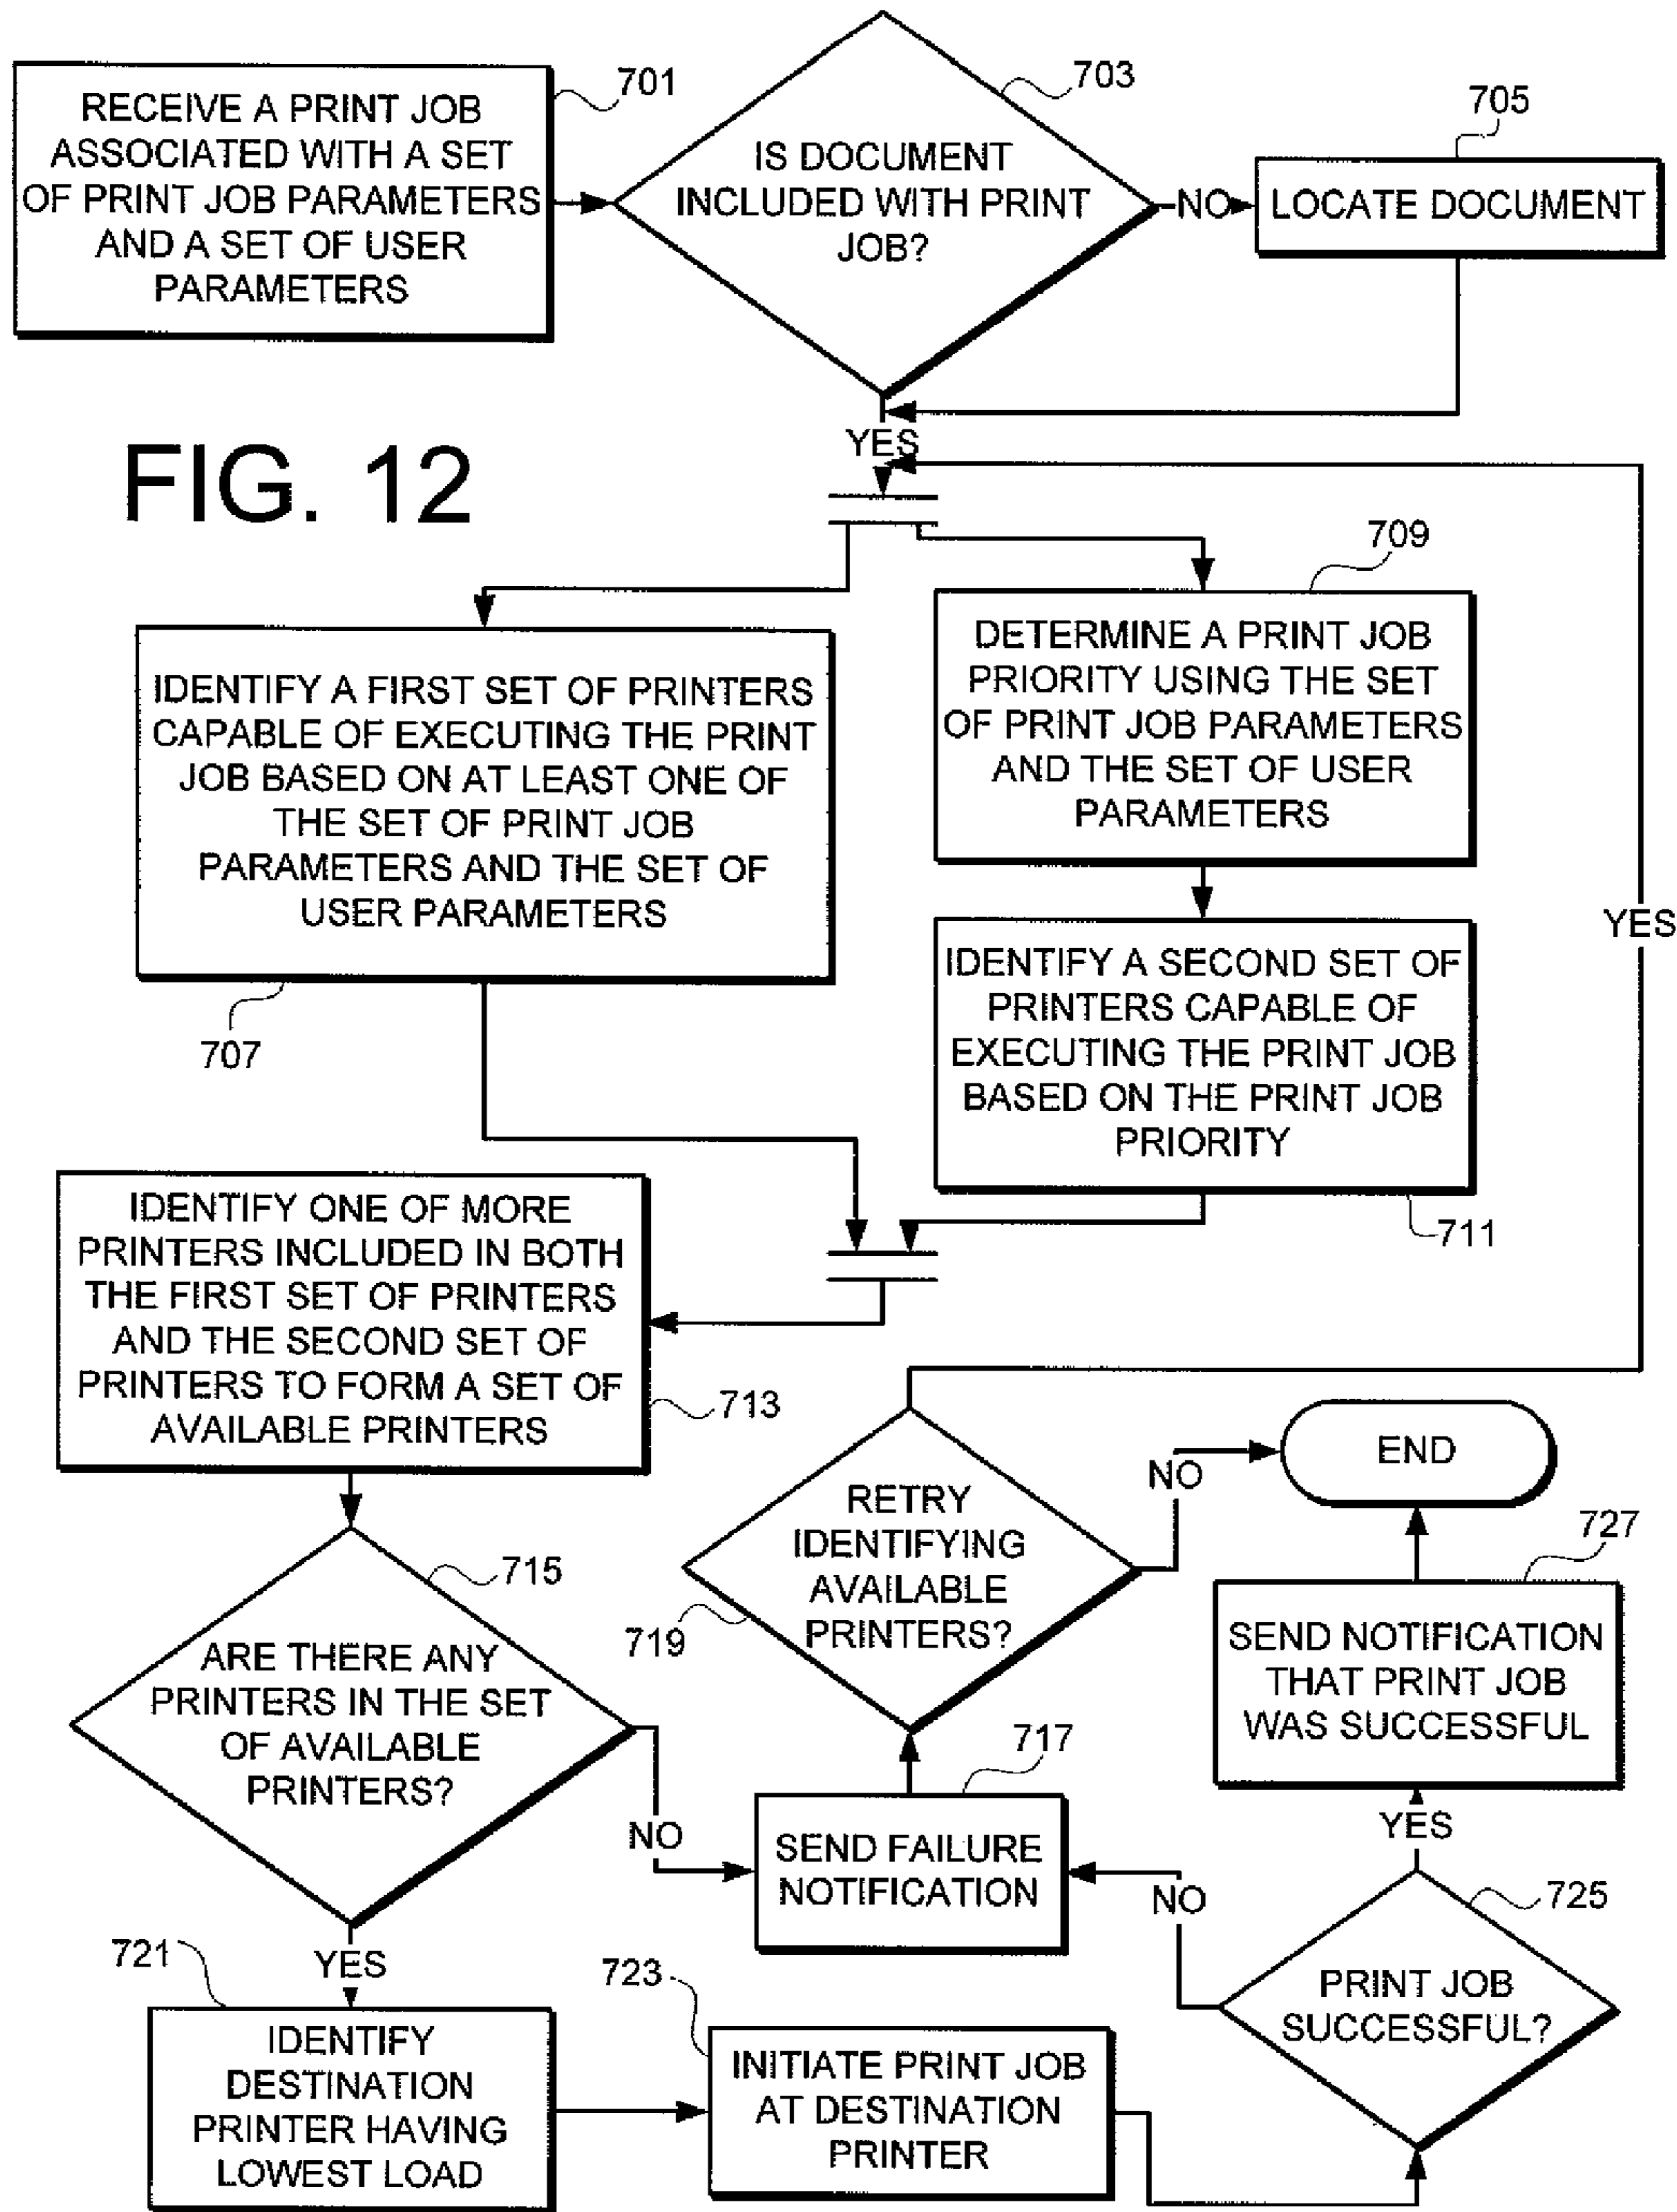 RECEIVE A PRINT JOB
ASSOCIATED WITH A SET
OF PRINT JOB PARAMETERS
AND A SET OF USER
PARAMETERS
701
IS DOCUMENT
INCLUDED WITH PRINT
JOB?
703
NO
705
LOCATE DOCUMENT
YES
FIG. 12
709
IDENTIFY A FIRST SET OF PRINTERS
CAPABLE OF EXECUTING THE PRINT
JOB BASED ON AT LEAST ONE OF
THE SET OF PRINT JOB
PARAMETERS AND THE SET OF
USER PARAMETERS
707
DETERMINE A PRINT JOB
PRIORITY USING THE SET
OF PRINT JOB PARAMETERS
AND THE SET OF USER
PARAMETERS
YES
IDENTIFY A SECOND SET OF
PRINTERS CAPABLE OF
EXECUTING THE PRINT JOB
BASED ON THE PRINT JOB
PRIORITY
711
IDENTIFY ONE OF MORE
PRINTERS INCLUDED IN BOTH
THE FIRST SET OF PRINTERS
AND THE SECOND SET OF
PRINTERS TO FORM A SET OF
AVAILABLE PRINTERS
713
RETRY
IDENTIFYING
AVAILABLE
PRINTERS?
719
NO
END
727
SEND NOTIFICATION
THAT PRINT JOB
WAS SUCCESSFUL
715
ARE THERE ANY
PRINTERS IN THE SET
OF AVAILABLE
PRINTERS?
NO
717
SEND FAILURE
NOTIFICATION
YES
NO
725
PRINT JOB
SUCCESSFUL?
YES
721
IDENTIFY
DESTINATION
PRINTER HAVING
LOWEST LOAD
723
INITIATE PRINT JOB
AT DESTINATION
PRINTER